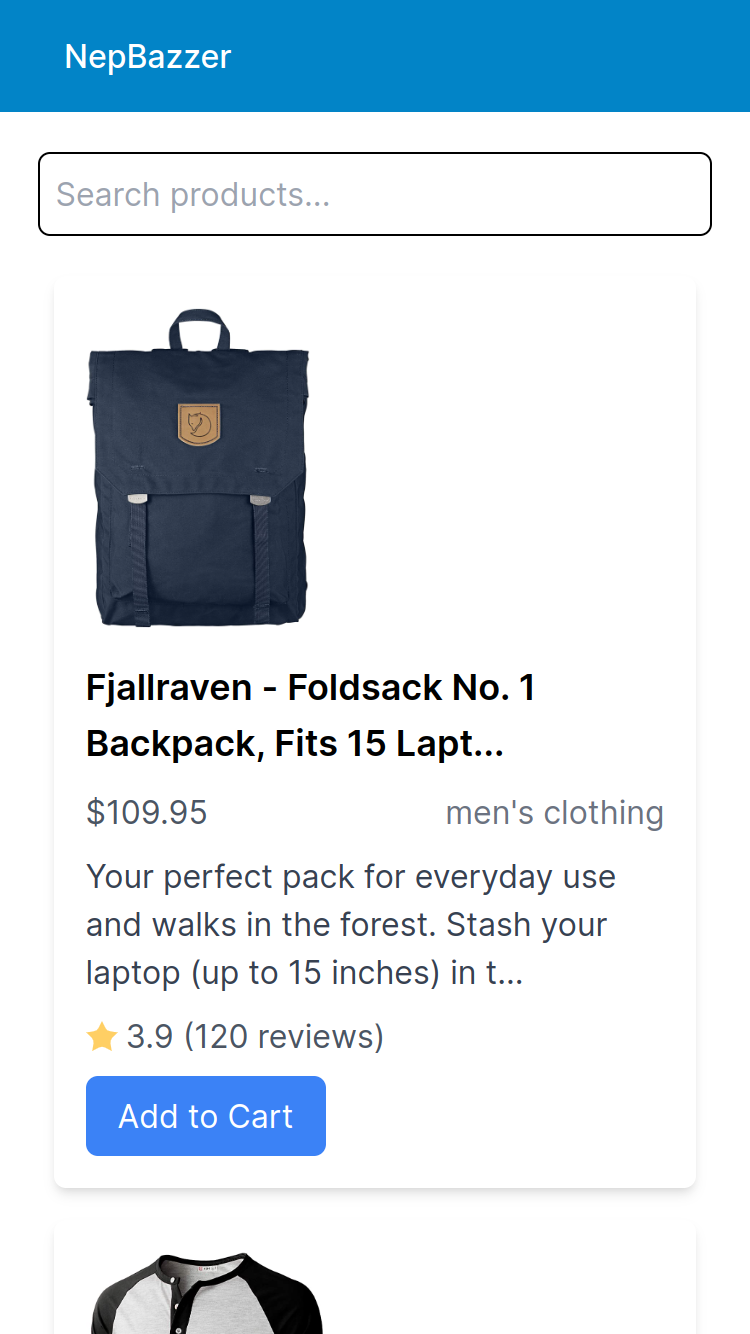 NepBazzer
Search products...
Fjallraven - Foldsack No. 1
Backpack, Fits 15 Lapt...
$109.95 men's clothing
Your perfect pack for everyday use
and walks in the forest. Stash your
laptop (up to 15 inches) in t...
3.9 (120 reviews)
Add to Cart